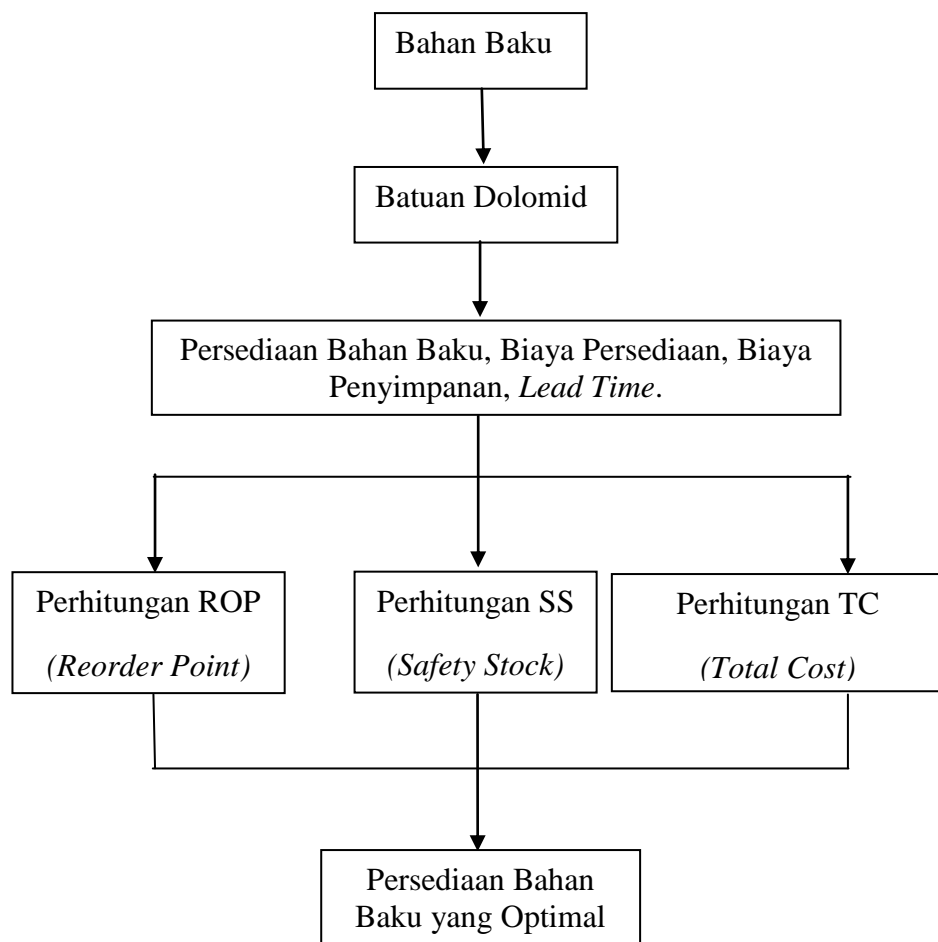 Bahan Baku
Batuan Dolomid
Persediaan Bahan Baku, Biaya Persediaan, Biaya
Penyimpanan, Lead Time.
Perhitungan ROP
(Reorder Point)
Perhitungan SS
(Safety Stock)
Perhitungan TC
(Total Cost)
Persediaan Bahan
Baku yang Optimal